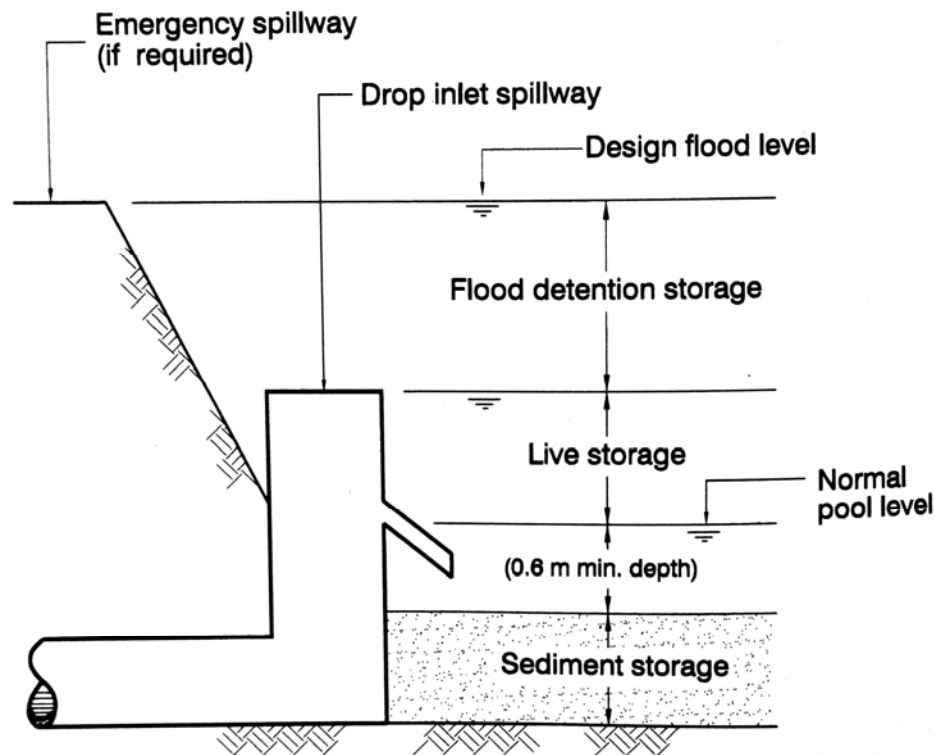 Emergency spillway
(if required)
Drop inlet spillway
Design flood level
Flood detention storage
Live storage
Normal
pool level
(0.6 m min. depth)
Sediment storage